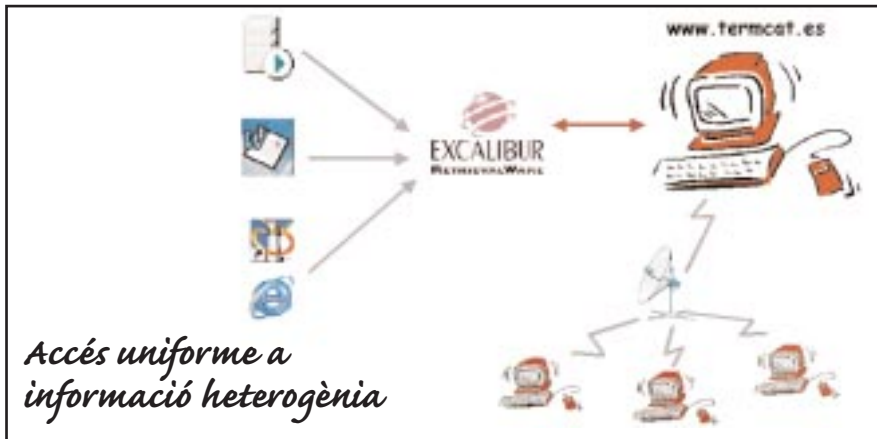 www.termcat.es
EXCALIBUR
RETRIEVALWARE
Accés uniforme a
informació heterogènia